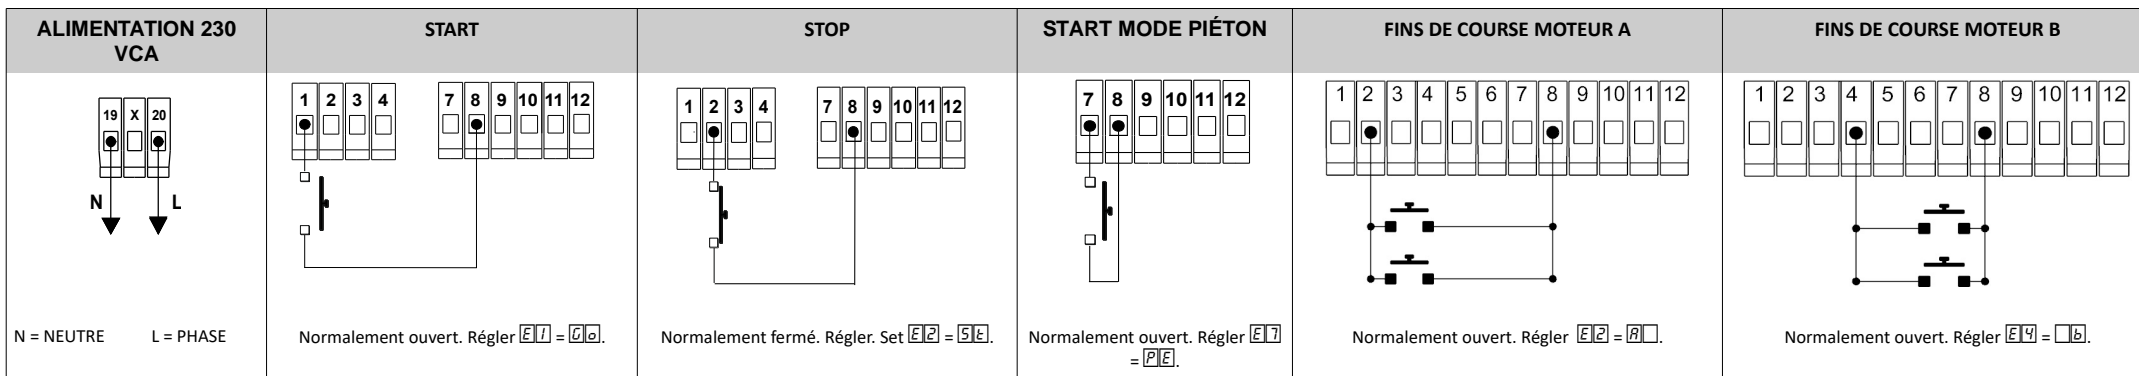 ALIMENTATION 230
VCA
START
STOP
START MODE PIÉTON
FINS DE COURSE MOTEUR A
FINS DE COURSE MOTEUR B
19 X 20
N L
N = NEUTRE L = PHASE
1 2 3 4 7 8 9 10 11 12
Normalement ouvert. Régler E1 = Go.
1 2 3 4 7 8 9 10 11 12
Normalement fermé. Régler. Set E2 = St.
7 8 9 10 11 12
Normalement ouvert. Régler E7
= PE.
1 2 3 4 5 6 7 8 9 10 11 12
Normalement ouvert. Régler E2 = A .
1 2 3 4 5 6 7 8 9 10 11 12
Normalement ouvert. Régler E4 = b.